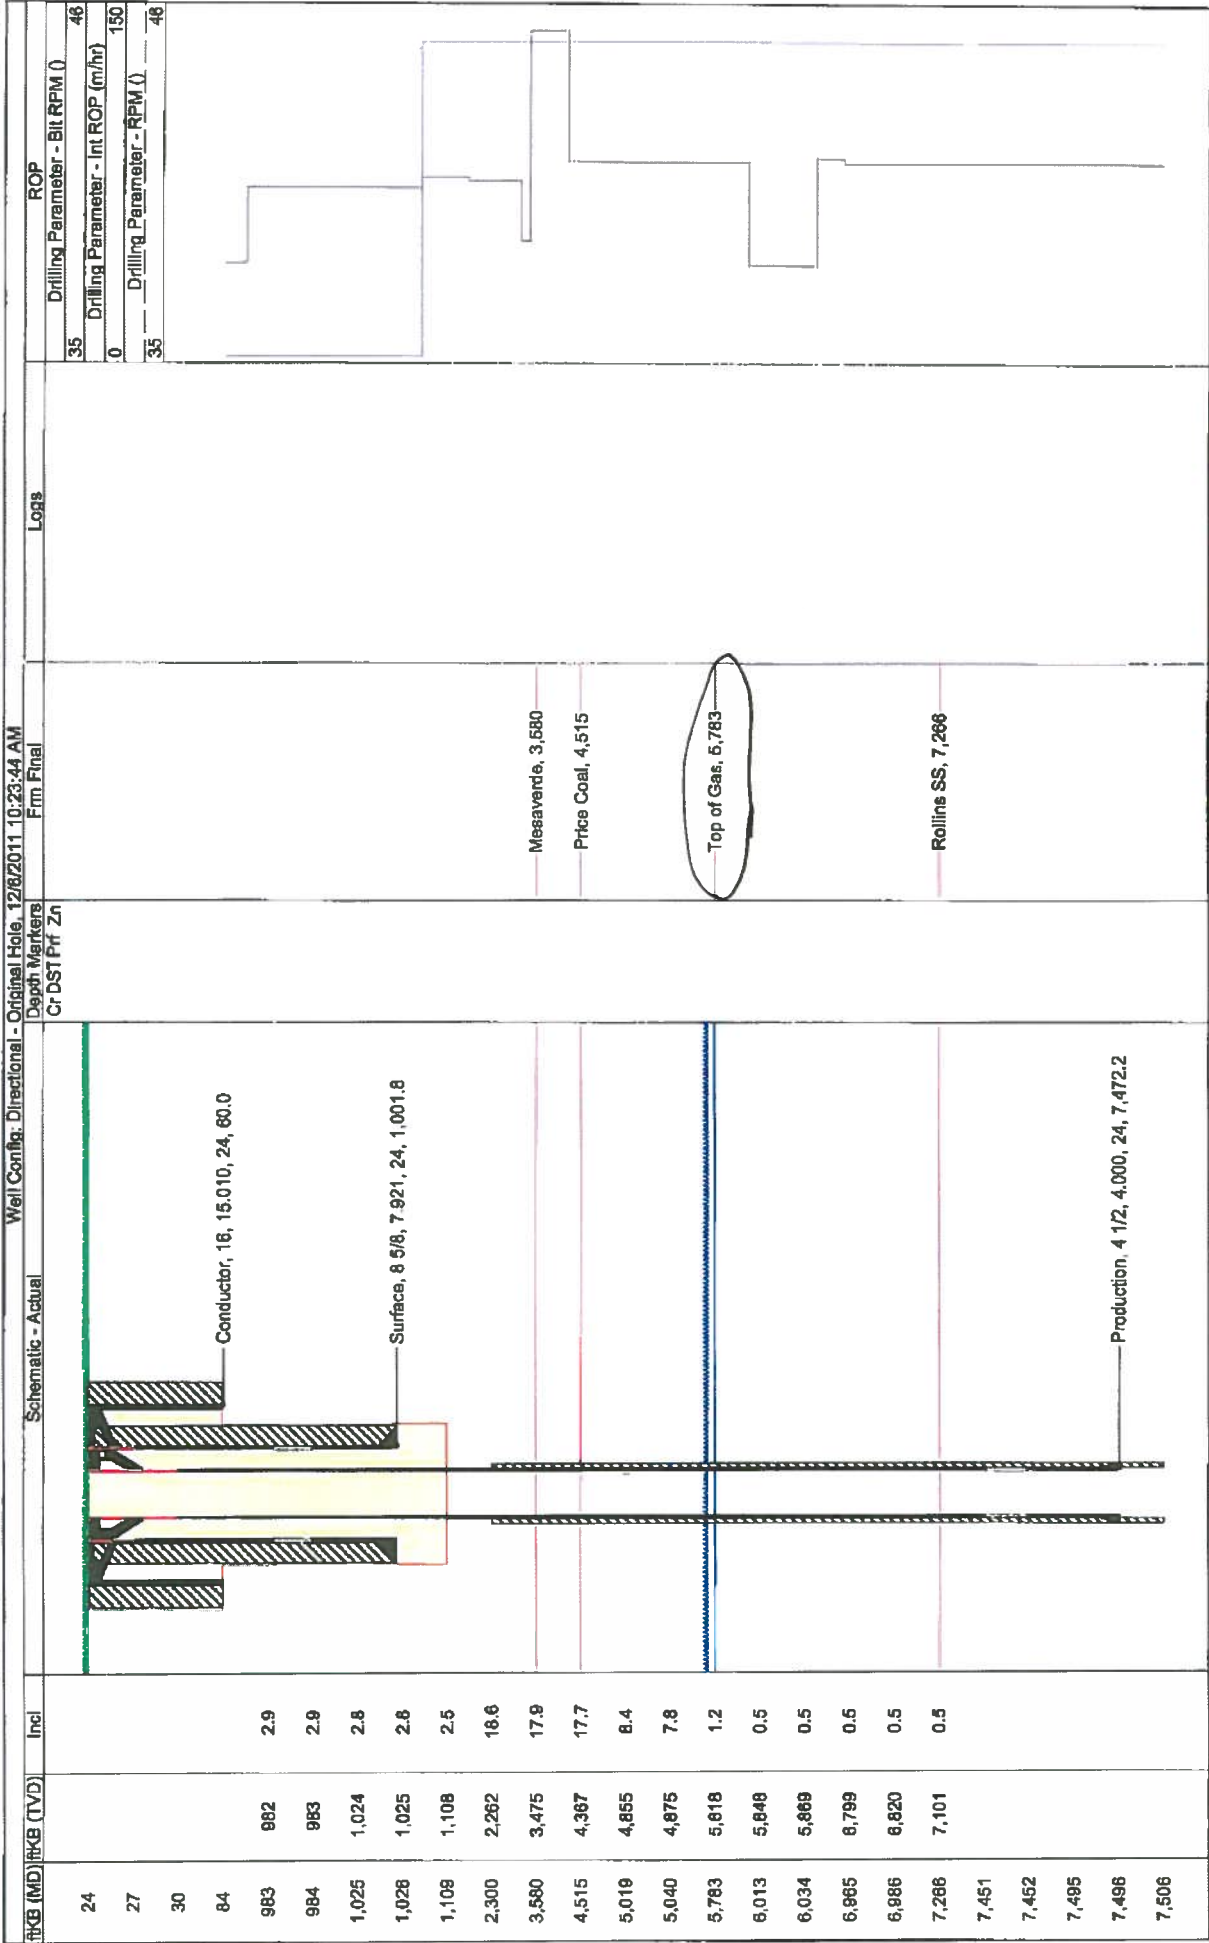 Well Config: Directional - Original Hole, 12/6/2011 10:23:44 AM
ftKB (MD) ftKB (TVD) Incl Schematic - Actual Depth Markers Frm Final Logs ROP
Cr DST Prf Zn
Drilling Parameter - Bit RPM ()
35 46
Drilling Parameter - Int ROP (m/hr)
0 150
Drilling Parameter - RPM ()
35 46
24
27
30
84
Conductor, 16, 15.010, 24, 60.0
983 982 2.9
984 983 2.9
1,025 1,024 2.8
1,026 1,025 2.8
Surface, 8 5/8, 7.921, 24, 1,001.8
1,109 1,108 2.5
2,300 2,262 18.6
3,580 3,475 17.9
Mesaverde, 3,580
4,515 4,367 17.7
Price Coal, 4,515
5,019 4,855 8.4
5,040 4,875 7.8
5,783 5,618 1.2
Top of Gas, 5,783
6,013 5,848 0.5
6,034 5,869 0.5
6,965 6,799 0.5
6,986 6,820 0.5
7,266 7,101 0.5
Rollins SS, 7,266
7,451
7,452
7,495
7,496
Production, 4 1/2, 4.000, 24, 7,472.2
7,506